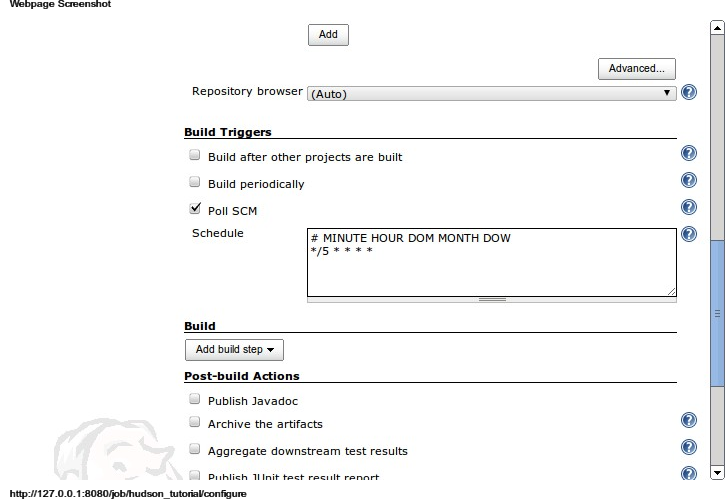 Webpage Screenshot
Add
Advanced...
Repository browser (Auto)
Build Triggers
Build after other projects are built
Build periodically
Poll SCM
Schedule
# MINUTE HOUR DOM MONTH DOW
*/5 * * * *
Build
Add build step
Post-build Actions
Publish Javadoc
Archive the artifacts
Aggregate downstream test results
Publish JUnit test result report
http://127.0.0.1:8080/job/hudson_tutorial/configure